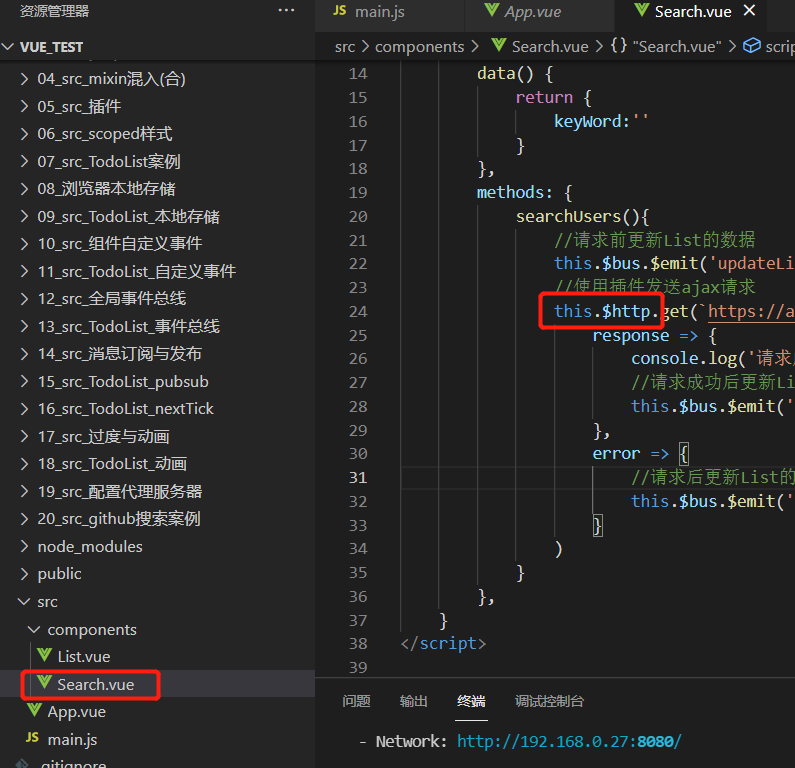 资源管理器 ···
JS main.js App.vue Search.vue ×
VUE_TEST
src > components > Search.vue > {} "Search.vue" > scrip
04_src_mixin混入(合)
05_src_插件
06_src_scoped样式
07_src_TodoList案例
08_浏览器本地存储
09_src_TodoList_本地存储
10_src_组件自定义事件
11_src_TodoList_自定义事件
12_src_全局事件总线
13_src_TodoList_事件总线
14_src_消息订阅与发布
15_src_TodoList_pubsub
16_src_TodoList_nextTick
17_src_过度与动画
18_src_TodoList_动画
19_src_配置代理服务器
20_src_github搜索案例
node_modules
public
src
components
List.vue
Search.vue
App.vue
JS main.js
.gitignore
14 data() {
15 return {
16 keyWord:''
17 }
18 },
19 methods: {
20 searchUsers(){
21 //请求前更新List的数据
22 this.$bus.$emit('updateLi
23 //使用插件发送ajax请求
24 this.$http.get(`https://a
25 response => {
26 console.log('请求
27 //请求成功后更新Li
28 this.$bus.$emit('
29 },
30 error => {
31 //请求后更新List的
32 this.$bus.$emit('
33 }
34 )
35 }
36 },
37 }
38 </script>
39
问题 输出 终端 调试控制台
- Network: http://192.168.0.27:8080/